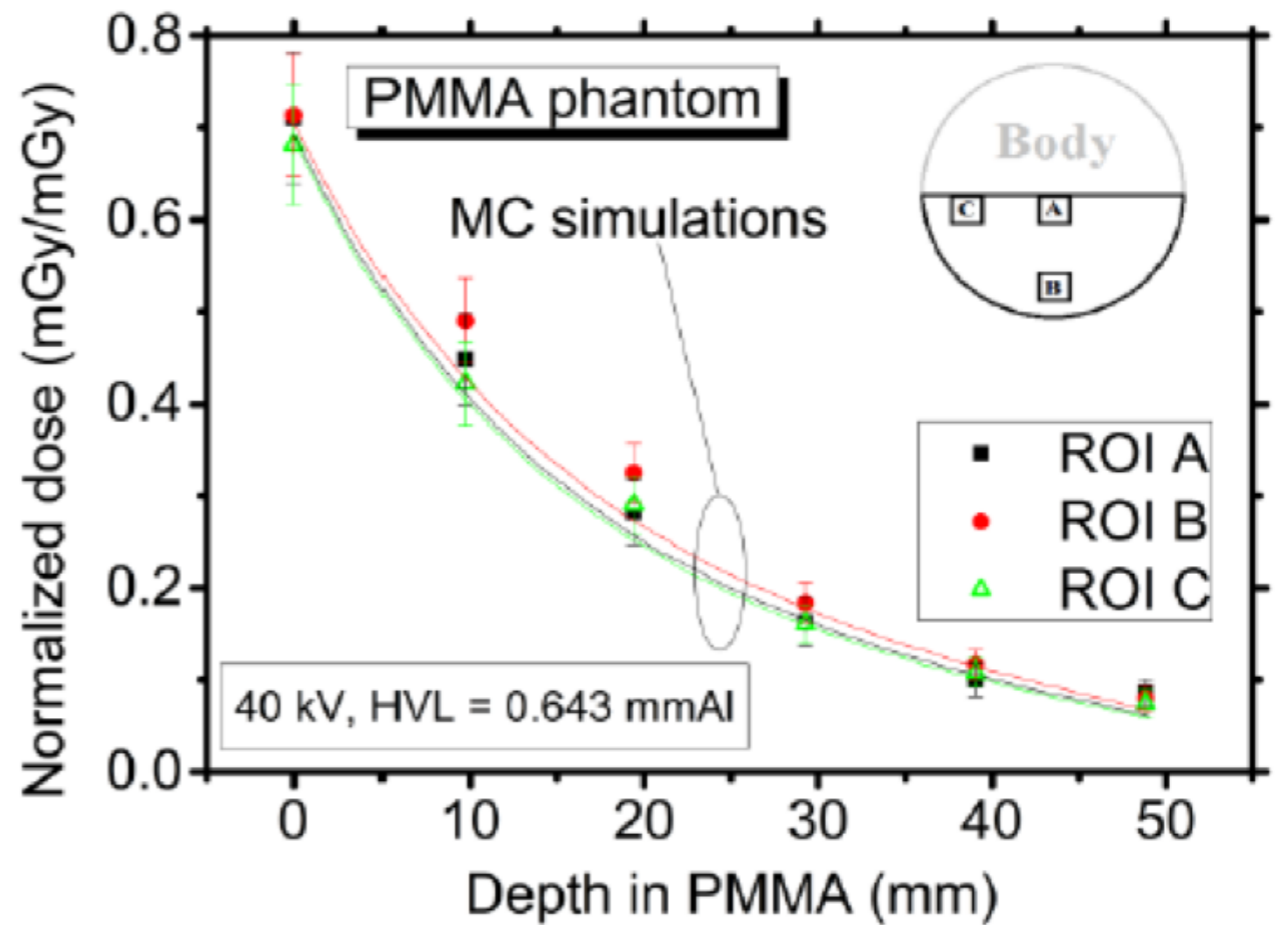 Normalized dose (mGy/mGy)
0.8
0.6
0.4
0.2
0.0
PMMA phantom
MC simulations
Body
C
A
B
ROI A
ROI B
ROI C
40 kV, HVL = 0.643 mmAl
0
10
20
30
40
50
Depth in PMMA (mm)